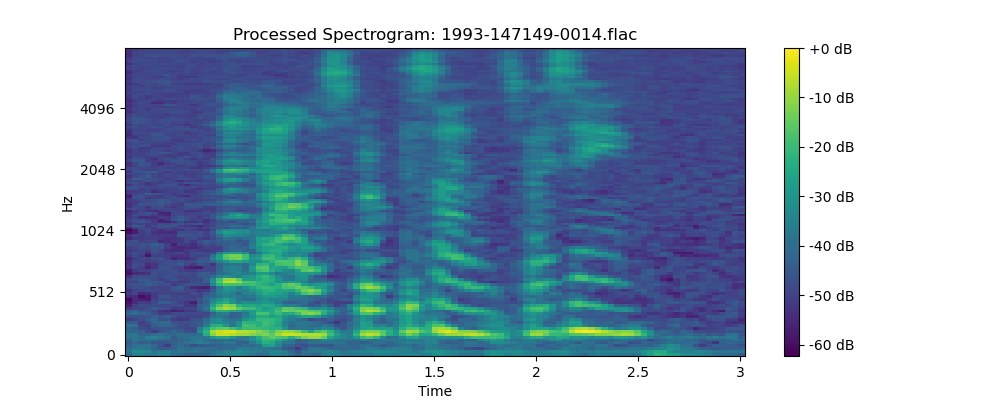 Processed Spectrogram: 1993-147149-0014.flac
Hz
4096
2048
1024
512
0
0
0.5
1
1.5
2
2.5
3
Time
+0 dB
-10 dB
-20 dB
-30 dB
-40 dB
-50 dB
-60 dB